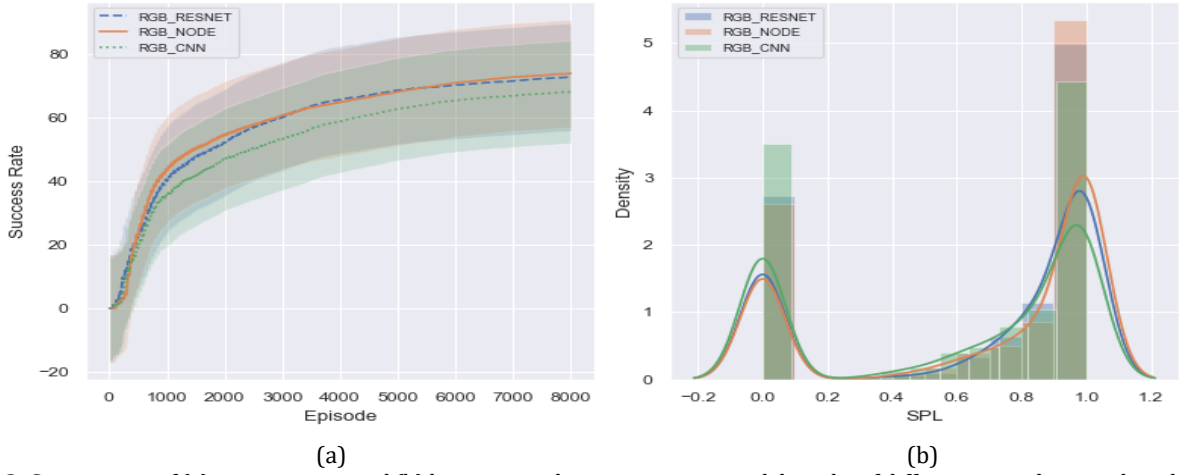 RGB_RESNET
RGB_NODE
RGB_CNN
80
60
40
20
0
−20
Success Rate
0 1000 2000 3000 4000 5000 6000 7000 8000
Episode
(a)
RGB_RESNET
RGB_NODE
RGB_CNN
5
4
3
2
1
0
Density
−0.2 0.0 0.2 0.4 0.6 0.8 1.0 1.2
SPL
(b)